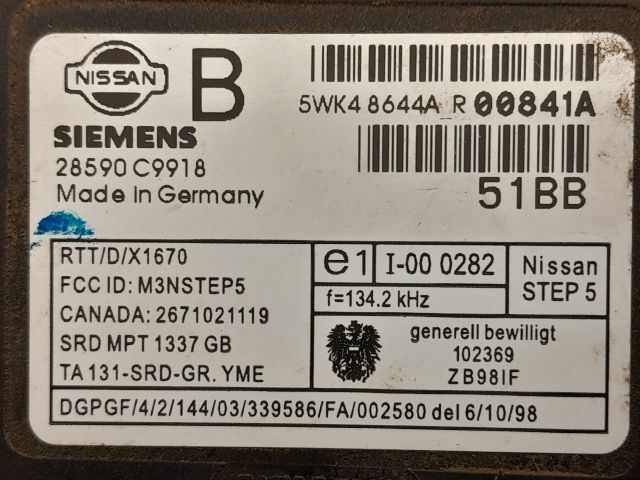 NISSAN
B
SIEMENS
28590 C9918
Made in Germany
5WK4 8644A R 00841A
51BB
RTT/D/X1670
FCC ID: M3NSTEP5
CANADA: 2671021119
SRD MPT 1337 GB
TA 131-SRD-GR. YME
e1 I-00 0282
f=134.2 kHz
Nissan
STEP 5
generell bewilligt
102369
ZB98IF
DGPGF/4/2/144/03/339586/FA/002580 del 6/10/98